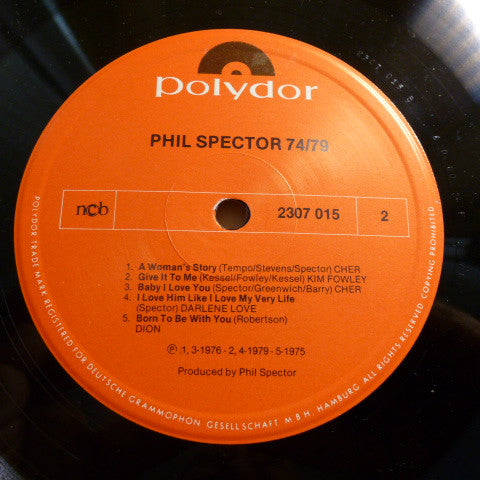 polydor
PHIL SPECTOR 74/79
ncb 2307 015 2
1. A Woman's Story (Tempo/Stevens/Spector) CHER
2. Give It To Me (Kessel/Fowley/Kessel) KIM FOWLEY
3. Baby I Love You (Spector/Greenwich/Barry) CHER
4. I Love Him Like I Love My Very Life
(Spector) DARLENE LOVE
5. Born To Be With You (Robertson)
DION
℗ 1, 3-1976 - 2, 4-1979 - 5-1975
Produced by Phil Spector
POLYDOR TRADE MARK REGISTERED FOR DEUTSCHE GRAMMOPHON GESELLSCHAFT M B H. HAMBURG ALL RIGHTS RESERVED. COPYING PROHIBITED
2307 015